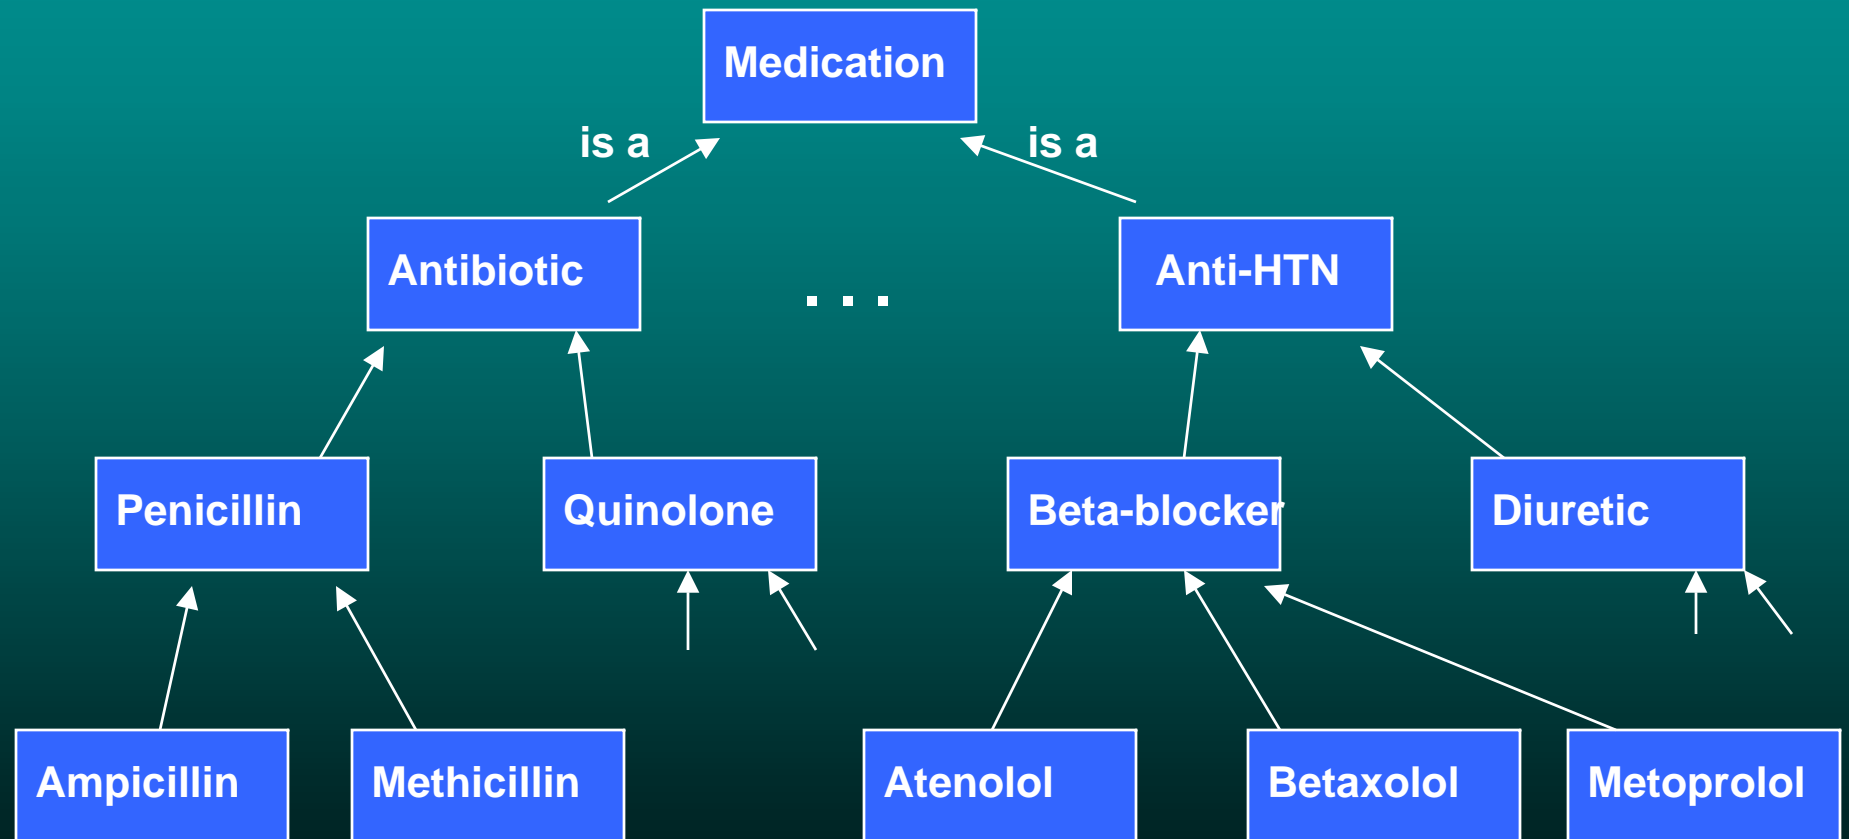 Medication
is a
is a
Antibiotic
. . .
Anti-HTN
Penicillin
Quinolone
Beta-blocker
Diuretic
Ampicillin
Methicillin
Atenolol
Betaxolol
Metoprolol